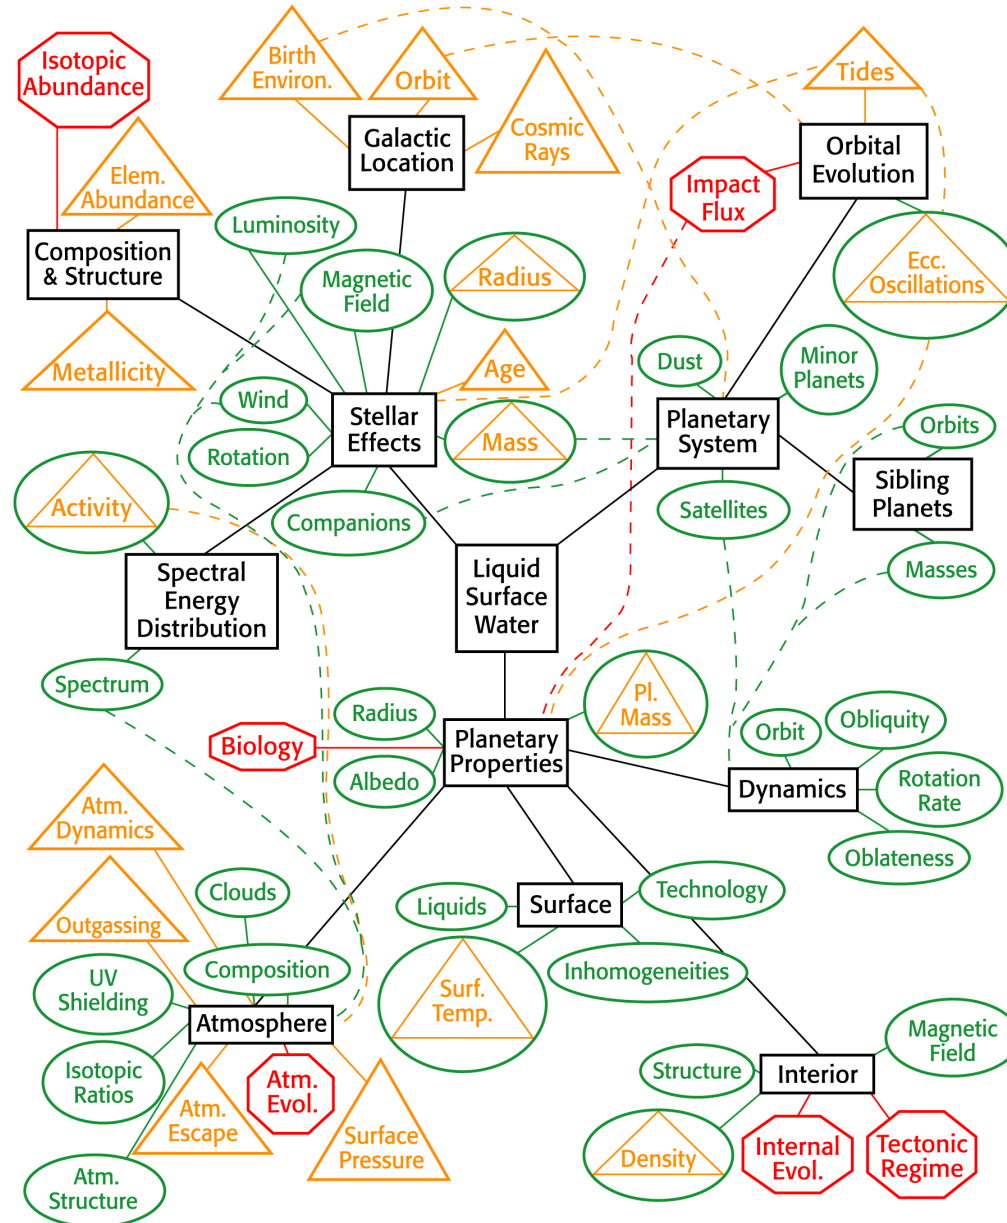 Isotopic
Abundance
Birth
Environ.
Orbit
Cosmic
Rays
Tides
Galactic
Location
Orbital
Evolution
Impact
Flux
Elem.
Abundance
Luminosity
Composition
& Structure
Magnetic
Field
Radius
Ecc.
Oscillations
Metallicity
Age
Dust
Minor
Planets
Wind
Rotation
Stellar
Effects
Mass
Planetary
System
Orbits
Sibling
Planets
Activity
Companions
Satellites
Masses
Spectral
Energy
Distribution
Liquid
Surface
Water
Spectrum
Radius
Pl.
Mass
Biology
Albedo
Planetary
Properties
Orbit
Obliquity
Dynamics
Rotation
Rate
Oblateness
Atm.
Dynamics
Clouds
Outgassing
Composition
Liquids
Surface
Technology
Inhomogeneities
UV
Shielding
Surf.
Temp.
Atmosphere
Isotopic
Ratios
Atm.
Evol.
Atm.
Escape
Surface
Pressure
Atm.
Structure
Structure
Interior
Magnetic
Field
Density
Internal
Evol.
Tectonic
Regime